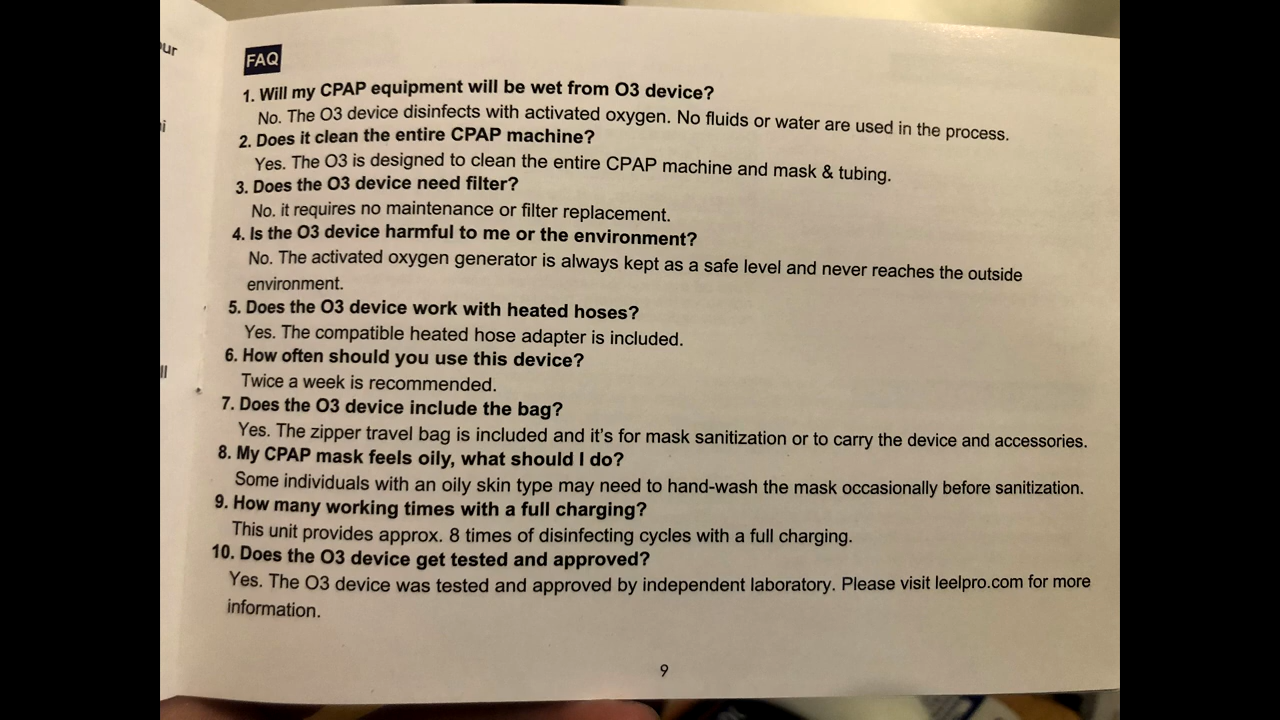 our
FAQ
1. Will my CPAP equipment will be wet from O3 device?
No. The O3 device disinfects with activated oxygen. No fluids or water are used in the process.
2. Does it clean the entire CPAP machine?
Yes. The O3 is designed to clean the entire CPAP machine and mask & tubing.
3. Does the O3 device need filter?
No. it requires no maintenance or filter replacement.
4. Is the O3 device harmful to me or the environment?
No. The activated oxygen generator is always kept as a safe level and never reaches the outside
environment.
5. Does the O3 device work with heated hoses?
Yes. The compatible heated hose adapter is included.
6. How often should you use this device?
Twice a week is recommended.
7. Does the O3 device include the bag?
Yes. The zipper travel bag is included and it's for mask sanitization or to carry the device and accessories.
8. My CPAP mask feels oily, what should I do?
Some individuals with an oily skin type may need to hand-wash the mask occasionally before sanitization.
9. How many working times with a full charging?
This unit provides approx. 8 times of disinfecting cycles with a full charging.
10. Does the O3 device get tested and approved?
Yes. The O3 device was tested and approved by independent laboratory. Please visit leelpro.com for more
information.
9